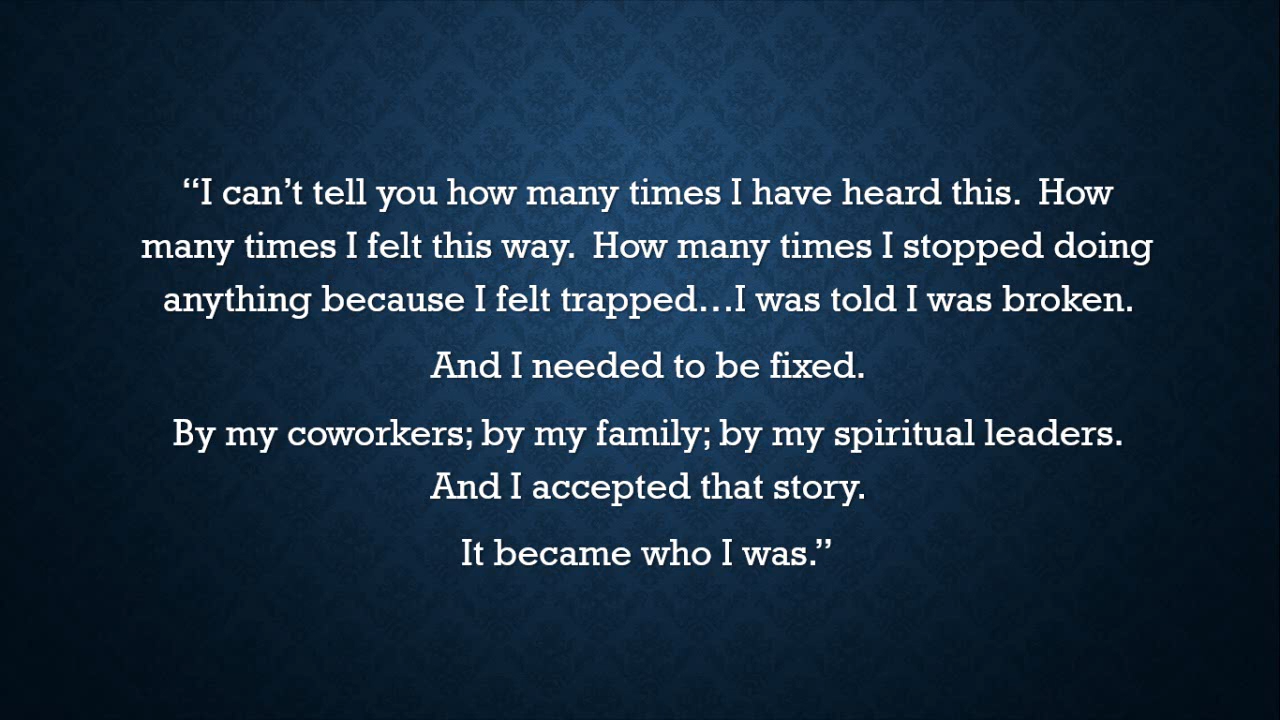 “I can’t tell you how many times I have heard this.  How
many times I felt this way.  How many times I stopped doing
anything because I felt trapped…I was told I was broken.
And I needed to be fixed.
By my coworkers; by my family; by my spiritual leaders.
And I accepted that story.
It became who I was.”